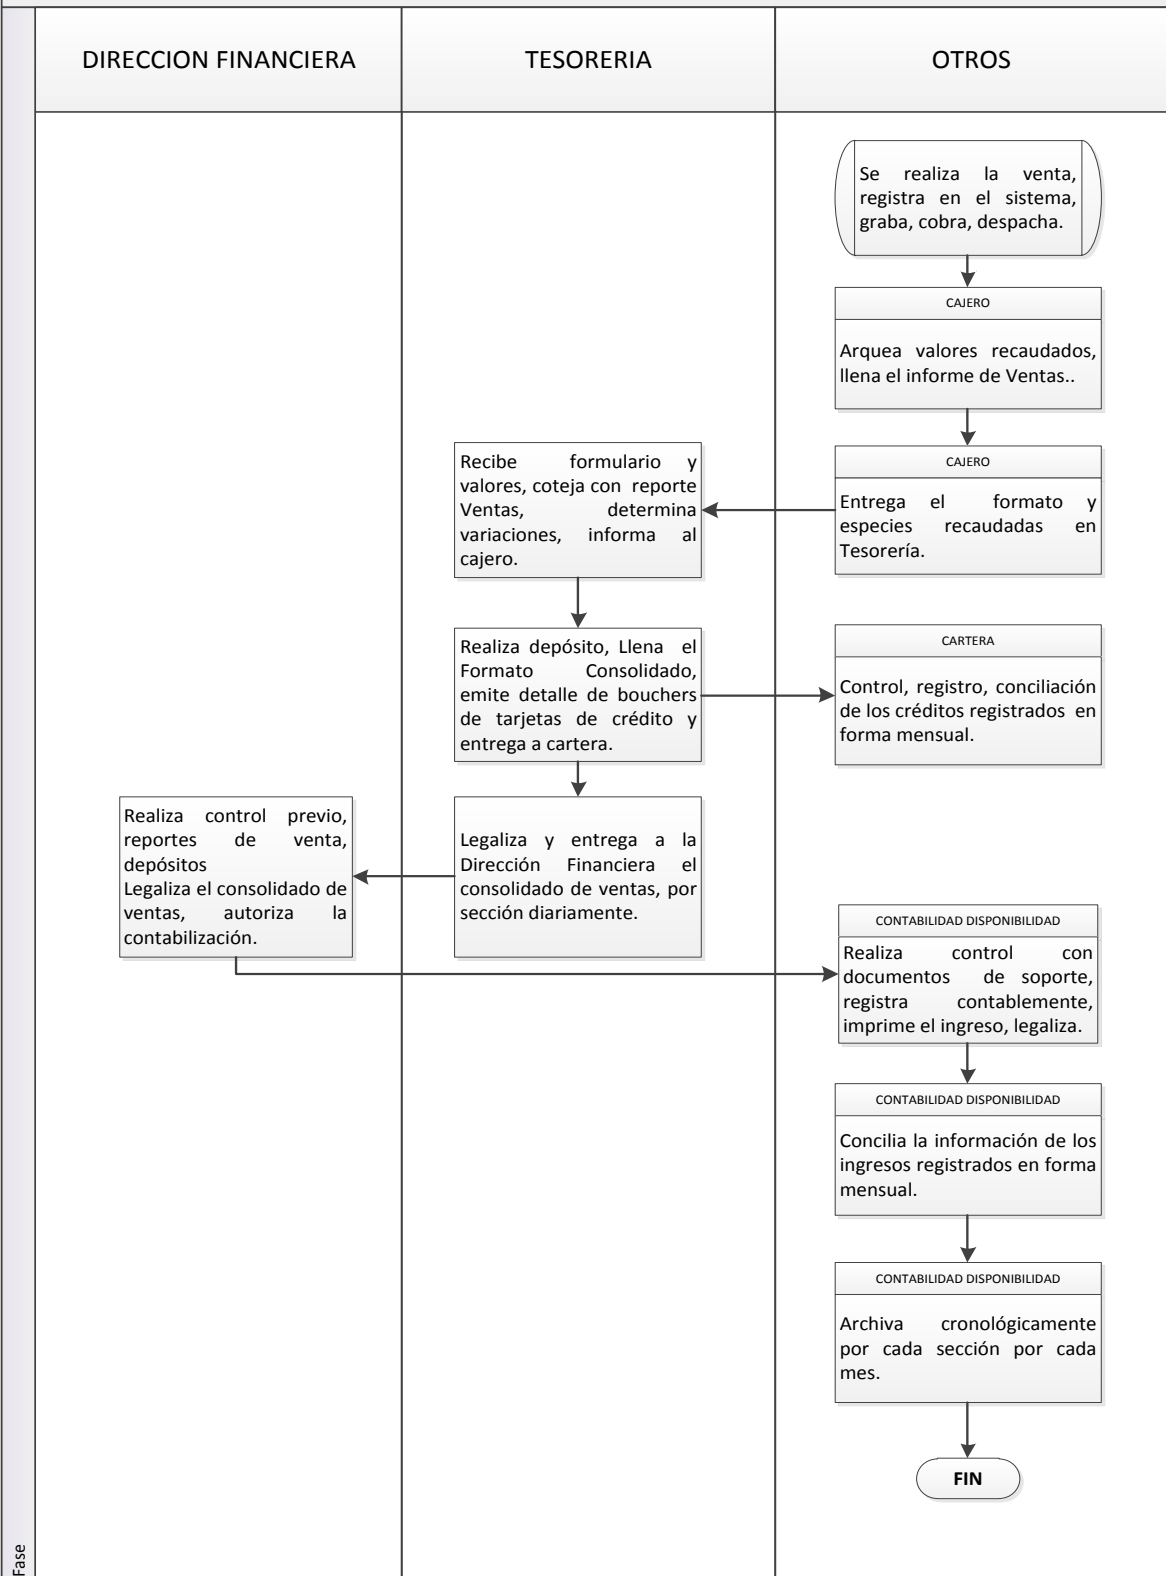 DIRECCION FINANCIERA
TESORERIA
OTROS
Se realiza la venta,
registra en el sistema,
graba, cobra, despacha.
CAJERO
Arquea valores recaudados,
llena el informe de Ventas..
CAJERO
Entrega el formato y
especies recaudadas en
Tesorería.
Recibe formulario y
valores, coteja con reporte
Ventas, determina
variaciones, informa al
cajero.
Realiza depósito, Llena el
Formato Consolidado,
emite detalle de bouchers
de tarjetas de crédito y
entrega a cartera.
CARTERA
Control, registro, conciliación
de los créditos registrados en
forma mensual.
Legaliza y entrega a la
Dirección Financiera el
consolidado de ventas, por
sección diariamente.
Realiza control previo,
reportes de venta,
depósitos
Legaliza el consolidado de
ventas, autoriza la
contabilización.
CONTABILIDAD DISPONIBILIDAD
Realiza control con
documentos de soporte,
registra contablemente,
imprime el ingreso, legaliza.
CONTABILIDAD DISPONIBILIDAD
Concilia la información de los
ingresos registrados en forma
mensual.
CONTABILIDAD DISPONIBILIDAD
Archiva cronológicamente
por cada sección por cada
mes.
FIN
Fase